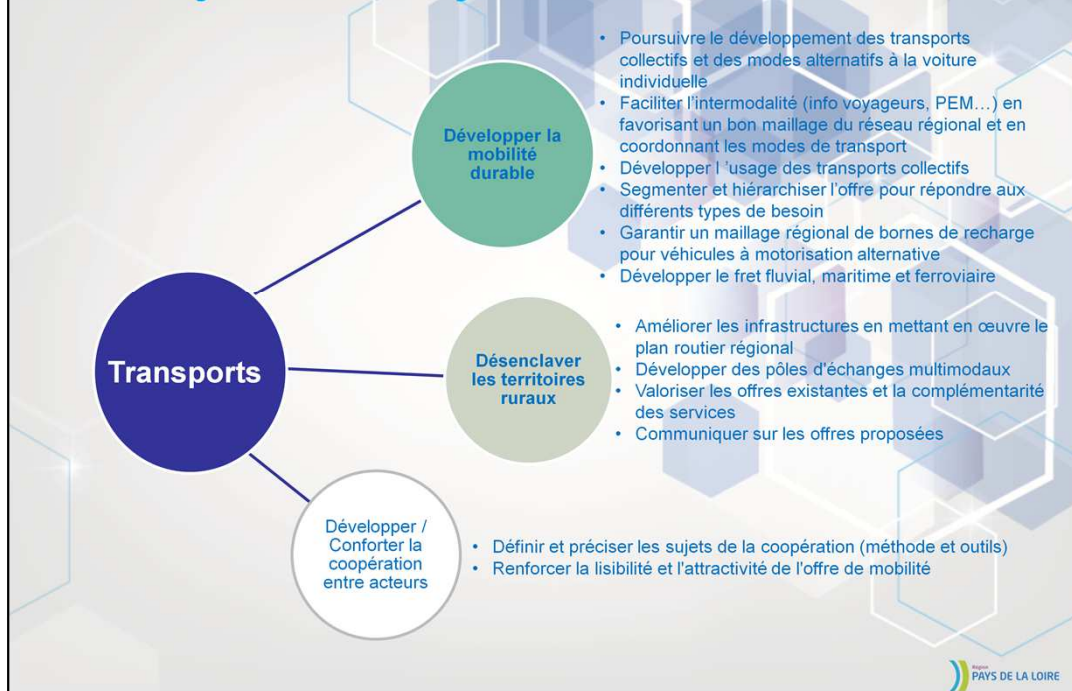 • Poursuivre le développement des transports
collectifs et des modes alternatifs à la voiture
individuelle
• Faciliter l'intermodalité (info voyageurs, PEM…) en
favorisant un bon maillage du réseau régional et en
coordonnant les modes de transport
• Développer l 'usage des transports collectifs
• Segmenter et hiérarchiser l'offre pour répondre aux
différents types de besoin
• Garantir un maillage régional de bornes de recharge
pour véhicules à motorisation alternative
• Développer le fret fluvial, maritime et ferroviaire
Développer la
mobilité
durable
Transports
Désenclaver
les territoires
ruraux
• Améliorer les infrastructures en mettant en œuvre le
plan routier régional
• Développer des pôles d'échanges multimodaux
• Valoriser les offres existantes et la complémentarité
des services
• Communiquer sur les offres proposées
Développer /
Conforter la
coopération
entre acteurs
• Définir et préciser les sujets de la coopération (méthode et outils)
• Renforcer la lisibilité et l'attractivité de l'offre de mobilité
Région
PAYS DE LA LOIRE